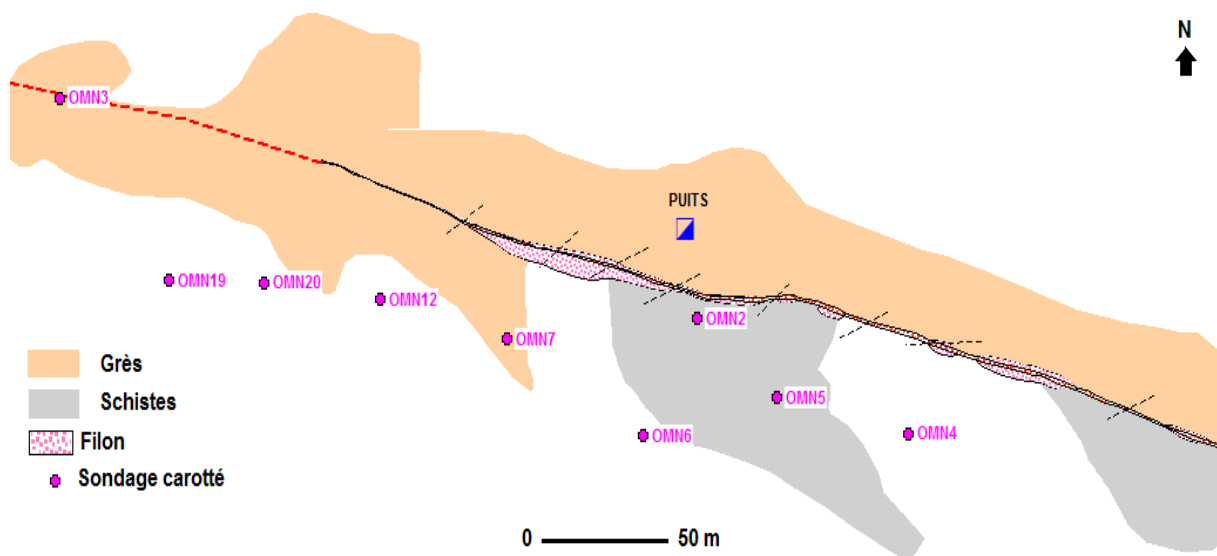 N
OMN3
PUITS
OMN19
OMN20
OMN12
OMN2
OMN7
Grès
Schistes
OMN5
OMN6
OMN4
Filon
Sondage carotté
0 50 m